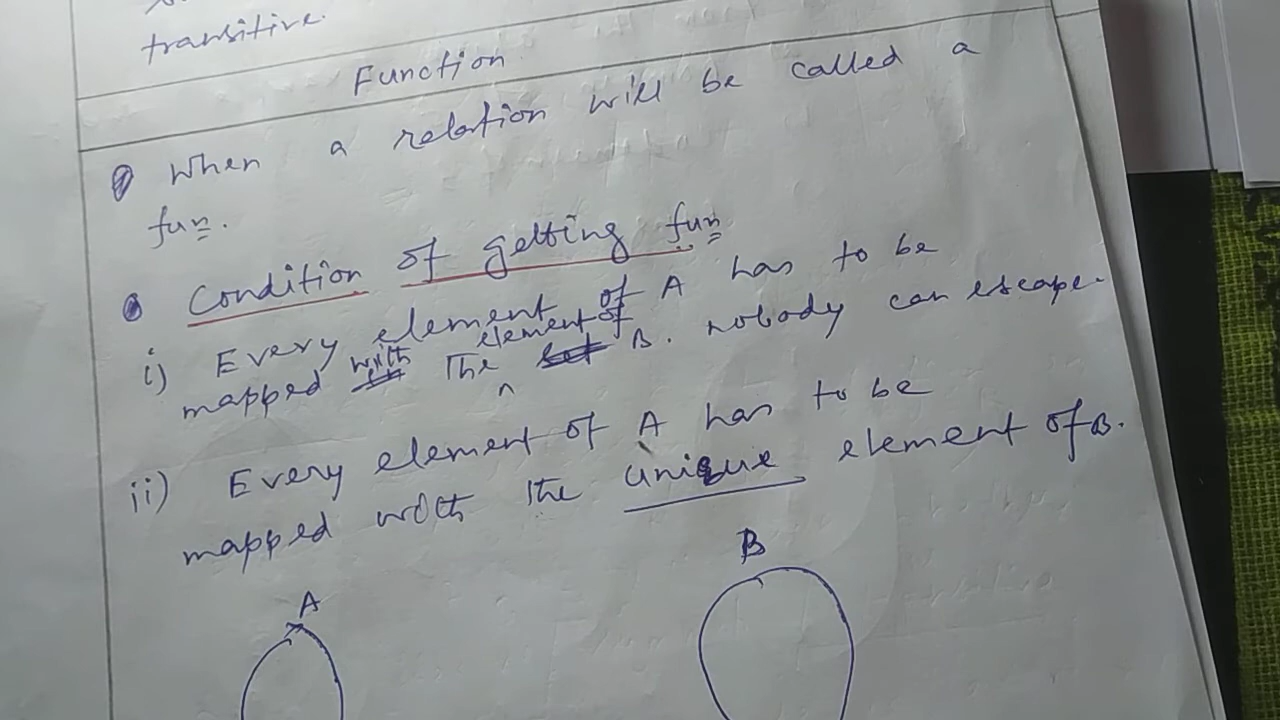 transitive.
Function
When a relation will be called a
fun.
Condition of getting fun
i) Every element of A has to be
mapped with the element of B. nobody can escape.
ii) Every element of A has to be
mapped with the unique element of B.
A
B